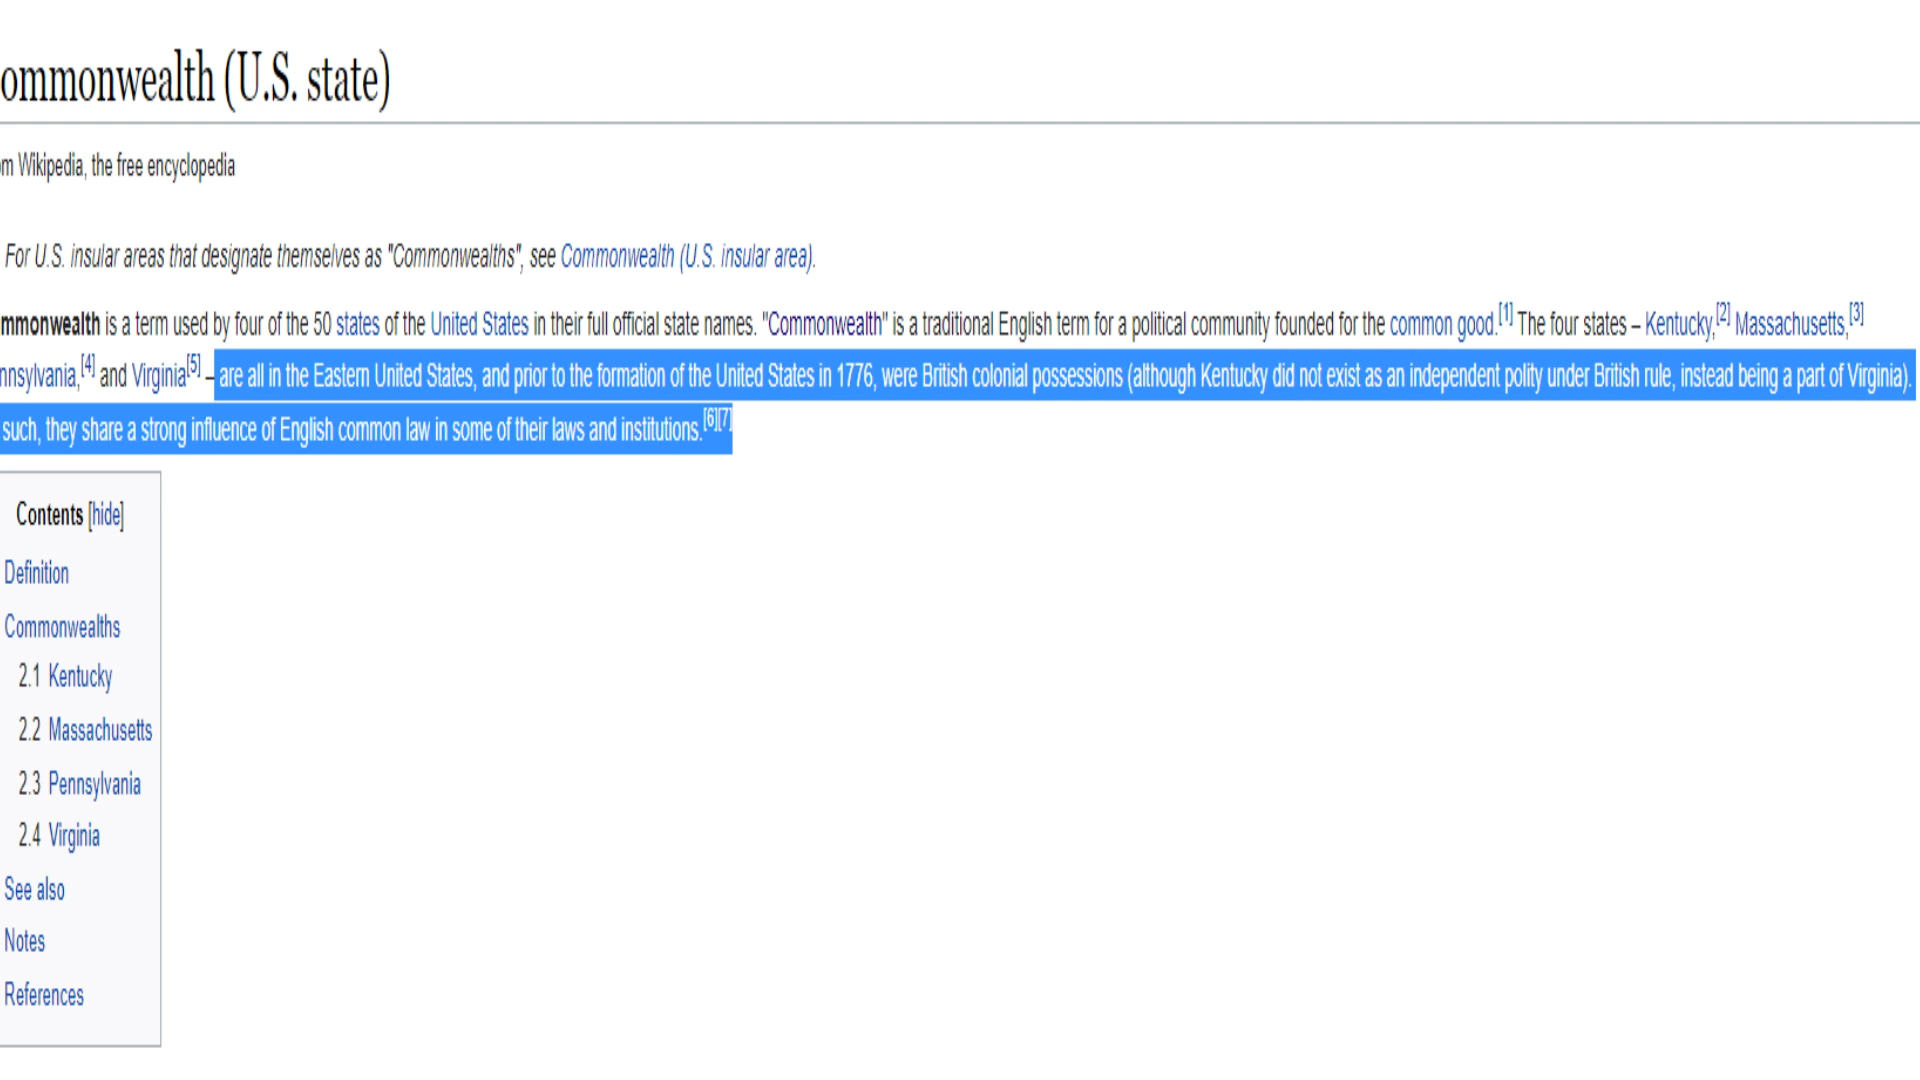 ommonwealth (U.S. state)
om Wikipedia, the free encyclopedia
For U.S. insular areas that designate themselves as "Commonwealths", see Commonwealth (U.S. insular area).
mmonwealth is a term used by four of the 50 states of the United States in their full official state names. "Commonwealth" is a traditional English term for a political community founded for the common good.[1] The four states – Kentucky,[2] Massachusetts,[3]
nnsylvania,[4] and Virginia[5] – are all in the Eastern United States, and prior to the formation of the United States in 1776, were British colonial possessions (although Kentucky did not exist as an independent polity under British rule, instead being a part of Virginia).
such, they share a strong influence of English common law in some of their laws and institutions.[6][7]
Contents [hide]
Definition
Commonwealths
2.1 Kentucky
2.2 Massachusetts
2.3 Pennsylvania
2.4 Virginia
See also
Notes
References